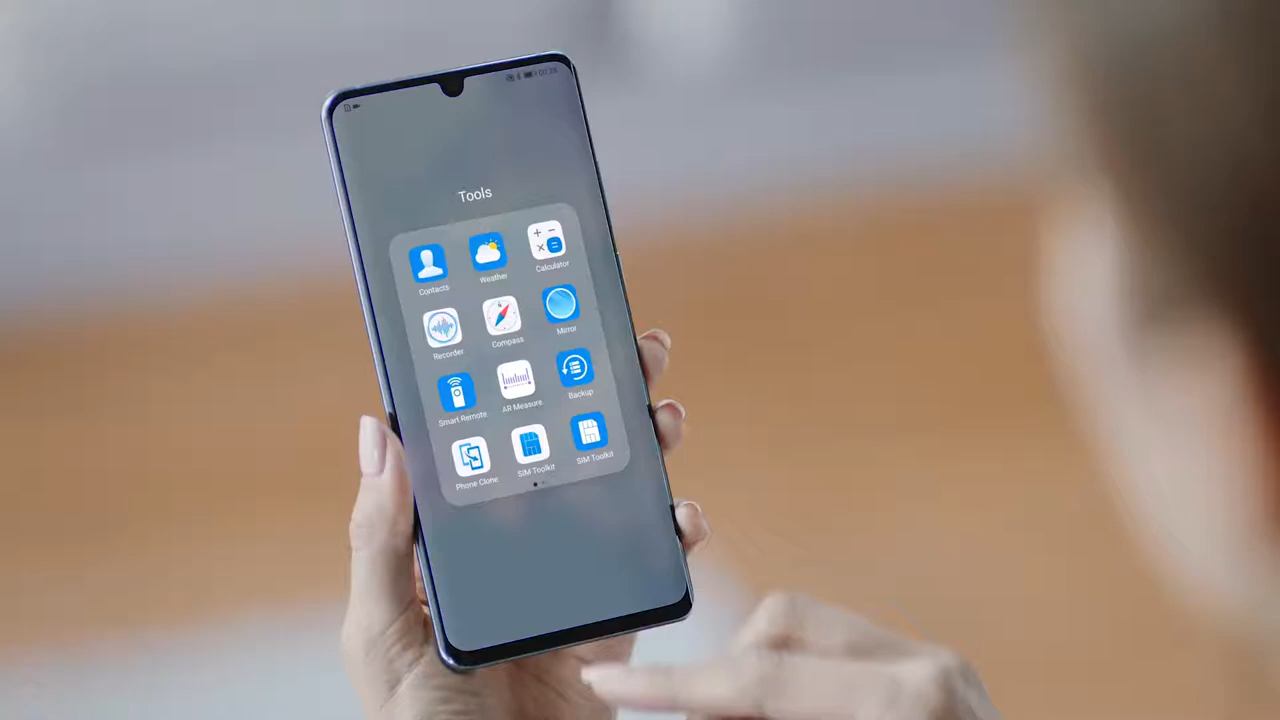 Tools
Contacts
Weather
Calculator
Recorder
Compass
Mirror
Smart Remote
AR Measure.
Backup
Phone Clone
SIM Toolkit
SIM Toolkit